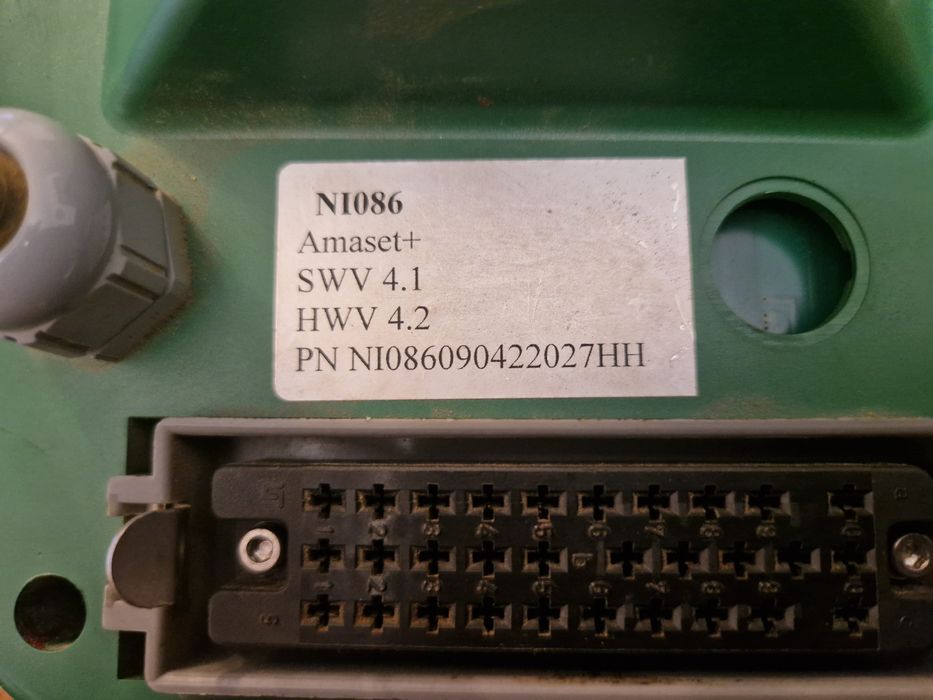 NI086
Amaset+
SWV 4.1
HWV 4.2
PN NI086090422027HH